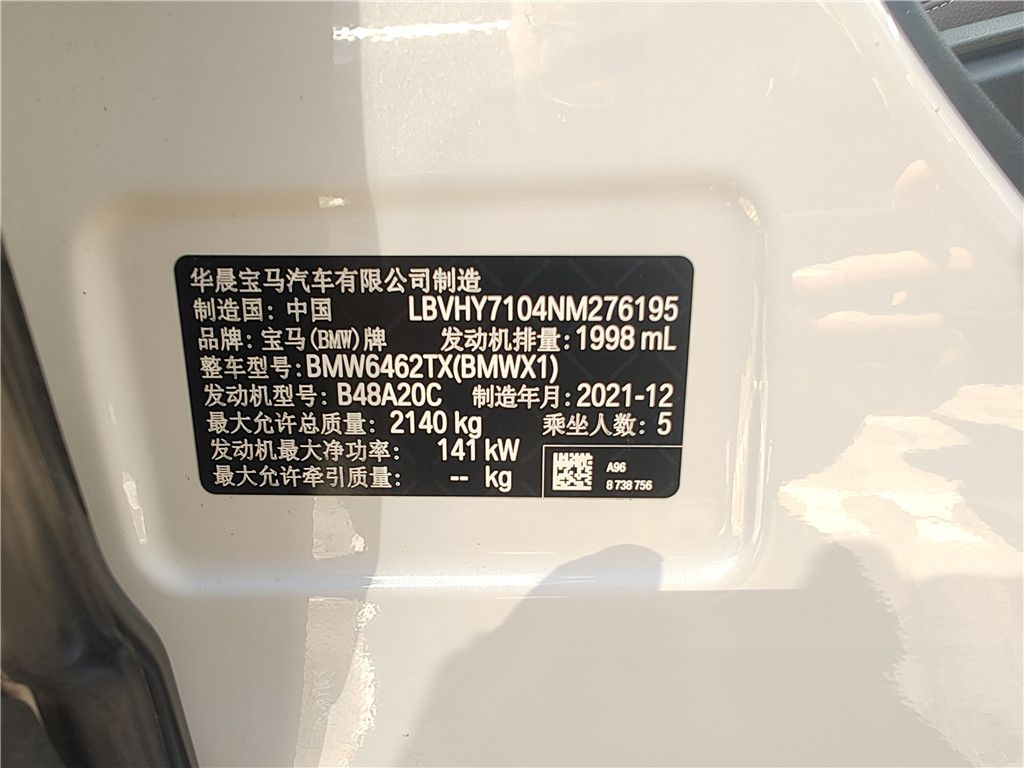 华晨宝马汽车有限公司制造
制造国：中国 LBVHY7104NM276195
品牌：宝马(BMW)牌 发动机排量：1998 mL
整车型号：BMW6462TX(BMWX1)
发动机型号：B48A20C 制造年月：2021-12
最大允许总质量：2140 kg 乘坐人数：5
发动机最大净功率：141 kW
最大允许牵引质量：-- kg
A96
8 738 756